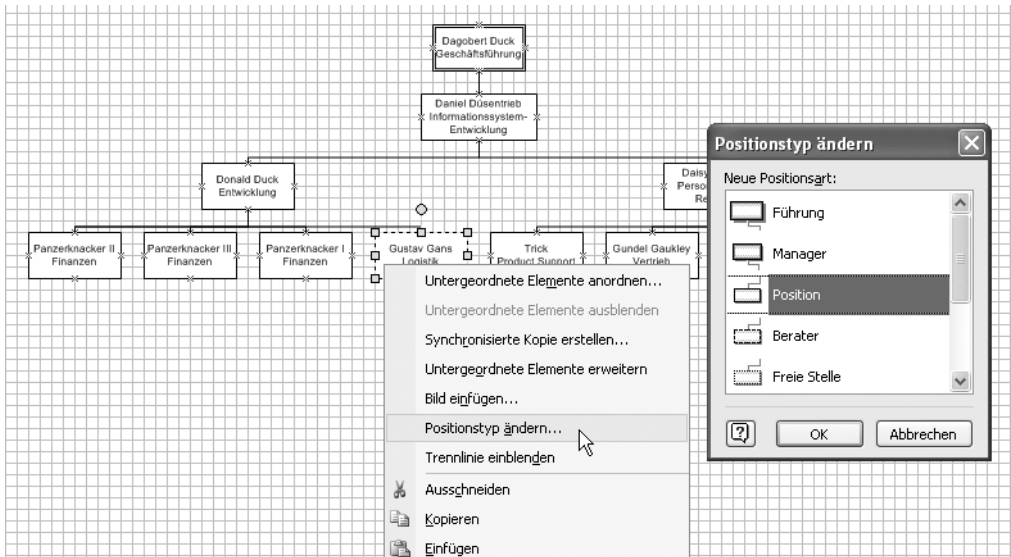 Dagobert Duck
Geschäftsführung
Daniel Düsentrieb
Informationssystem-
Entwicklung
Donald Duck
Entwicklung
Daisy
Perso
Re
Panzerknacker II
Finanzen
Panzerknacker III
Finanzen
Panzerknacker I
Finanzen
Gustav Gans
Logistik
Trick
Product Support
Gundel Gaukley
Vertrieb
Untergeordnete Elemente anordnen...
Untergeordnete Elemente ausblenden
Synchronisierte Kopie erstellen...
Untergeordnete Elemente erweitern
Bild einfügen...
Positionstyp ändern...
Trennlinie einblenden
Ausschneiden
Kopieren
Einfügen
Positionstyp ändern
Neue Positionsart:
Führung
Manager
Position
Berater
Freie Stelle
OK
Abbrechen